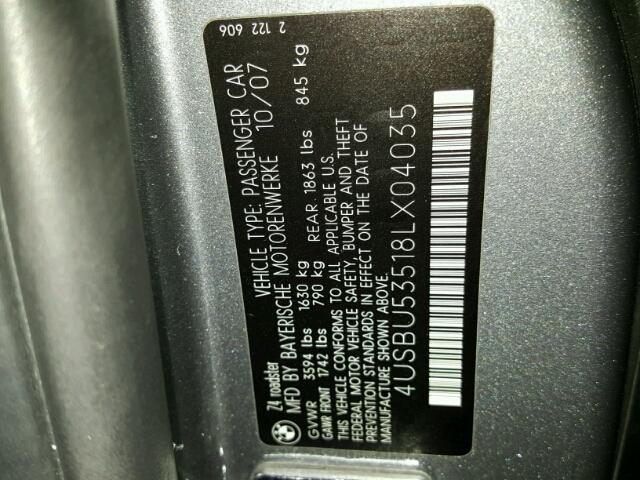 2 122 606
Z4 roadster VEHICLE TYPE: PASSENGER CAR
MFD BY BAYERISCHE MOTORENWERKE 10/07
GVWR 3594 lbs 1630 kg
GAWR FRONT 1742 lbs 790 kg REAR 1863 lbs 845 kg
THIS VEHICLE CONFORMS TO ALL APPLICABLE U.S.
FEDERAL MOTOR VEHICLE SAFETY, BUMPER AND THEFT
PREVENTION STANDARDS IN EFFECT ON THE DATE OF
MANUFACTURE SHOWN ABOVE.
4USBU53518LX04035